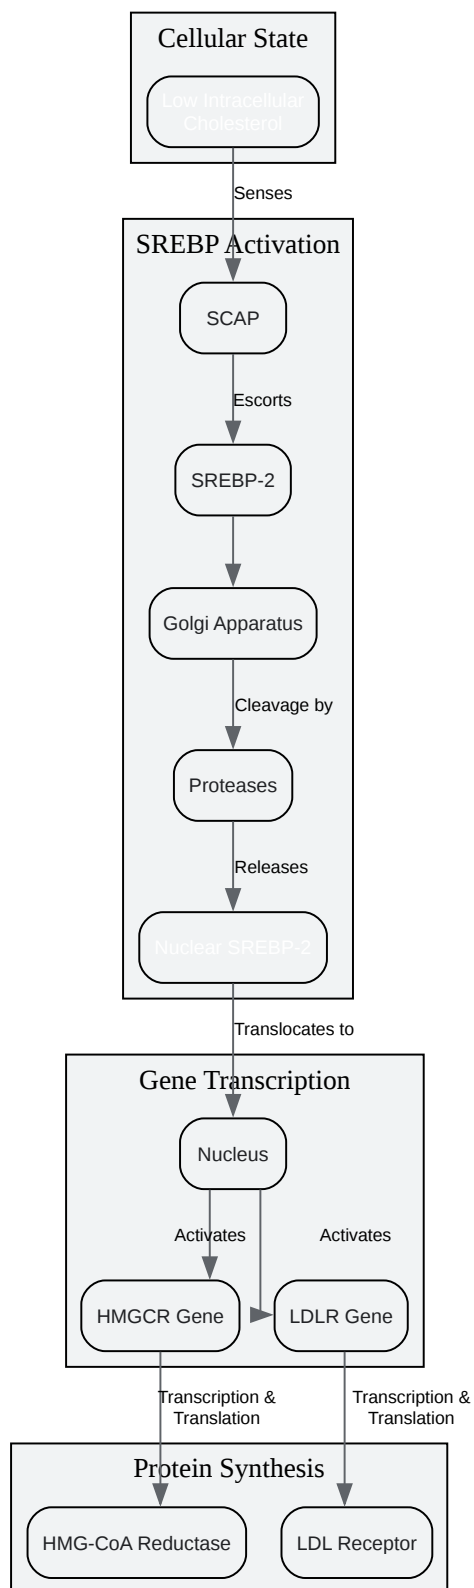 Cellular State
Low Intracellular
Cholesterol
Senses
SREBP Activation
SCAP
Escorts
SREBP-2
Golgi Apparatus
Cleavage by
Proteases
Releases
Nuclear SREBP-2
Translocates to
Gene Transcription
Nucleus
Activates
Activates
HMGCR Gene
LDLR Gene
Transcription &
Translation
Transcription &
Translation
Protein Synthesis
HMG-CoA Reductase
LDL Receptor